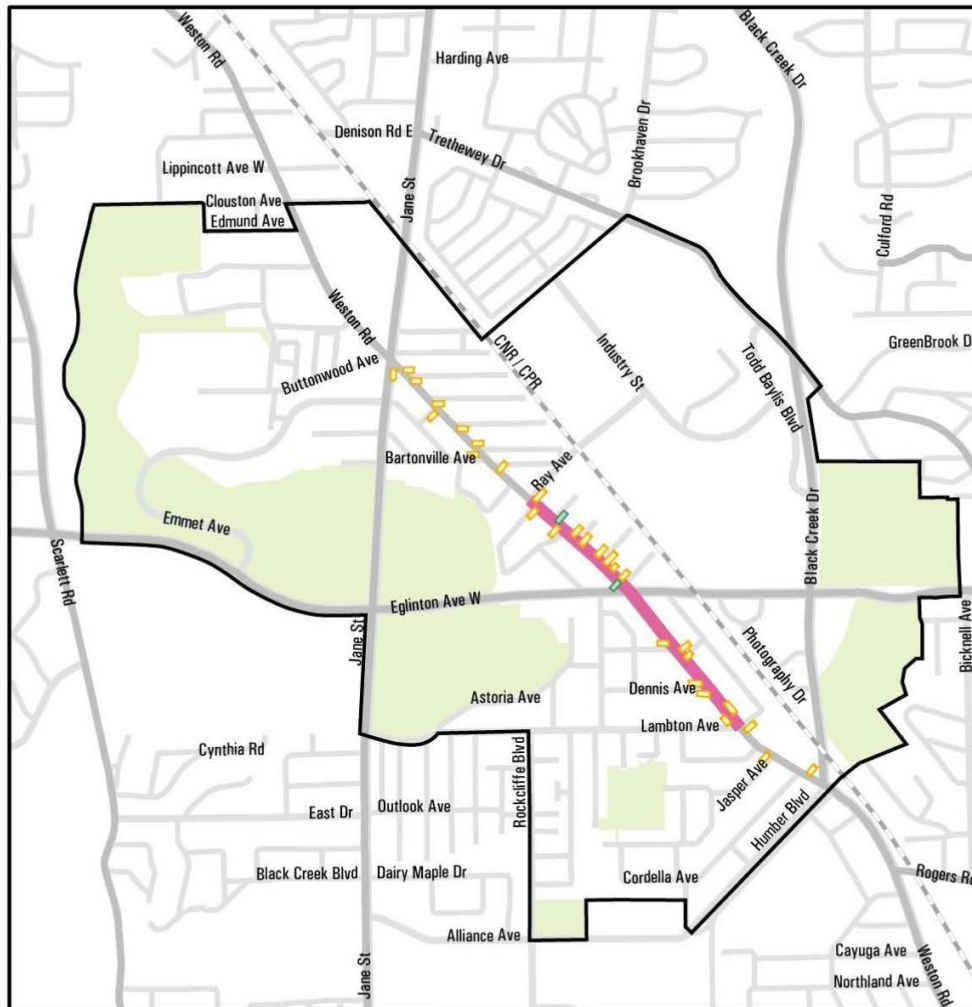 Weston Rd
Black Creek Dr
Harding Ave
Denison Rd E
Trethewey Dr
Brookhaven Dr
Lippincott Ave W
Jane St
Clouston Ave
Edmund Ave
Culford Rd
Weston Rd
CNR / CPR
Industry St
Todd Baylis Blvd
GreenBrook D
Buttonwood Ave
Bartonville Ave
Ray Ave
Emmet Ave
Black Creek Dr
Scarlett Rd
Eglinton Ave W
Jane St
Photography Dr
Bicknell Ave
Dennis Ave
Astoria Ave
Lambton Ave
Cynthia Rd
Rockcliffe Blvd
Jasper Ave
Humber Blvd
East Dr
Outlook Ave
Black Creek Blvd
Dairy Maple Dr
Cordella Ave
Rogers Rd
Alliance Ave
Cayuga Ave
Northland Ave
Weston Rd
Jane St